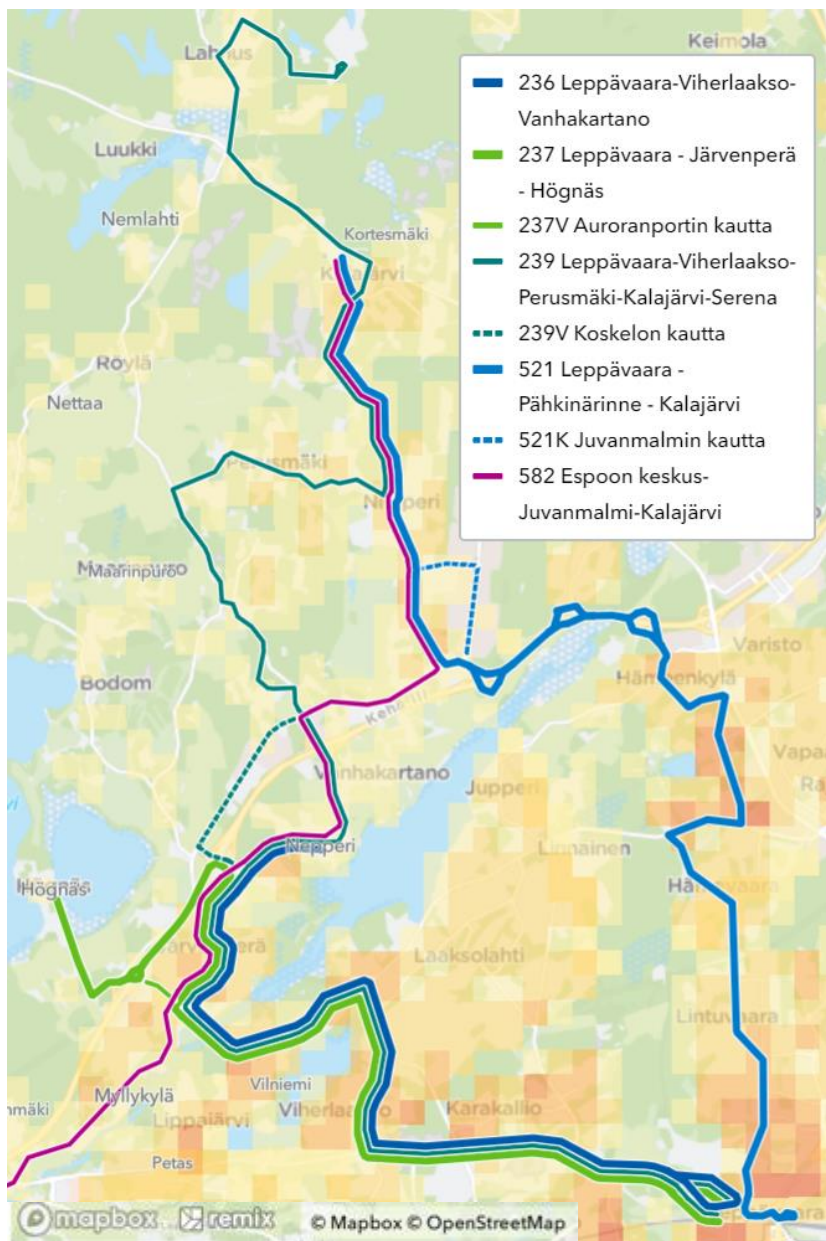 Keimola
Lahnus
236 Leppävaara-Viherlaakso-
Vanhakartano
237 Leppävaara - Järvenperä
- Högnäs
237V Auroranportin kautta
239 Leppävaara-Viherlaakso-
Perusmäki-Kalajärvi-Serena
239V Koskelon kautta
521 Leppävaara -
Pähkinärinne - Kalajärvi
521K Juvanmalmin kautta
582 Espoon keskus-
Juvanmalmi-Kalajärvi
Luukki
Nemlahti
Kortesmäki
Kalajärvi
Röylä
Nettaa
Perusmäki
Niipperi
Maarinpuro
Varisto
Hämeenkylä
Bodom
Kehä III
Vanhakartano
Jupperi
Nepperi
Linnainen
Högnäs
Hämevaara
Järvenperä
Laaksolahti
Lintuvaara
Vilniemi
Myllykylä
Lippajärvi
Viherlaakso
Karakallio
Petas
Leppävaara
mapbox remix © Mapbox © OpenStreetMap